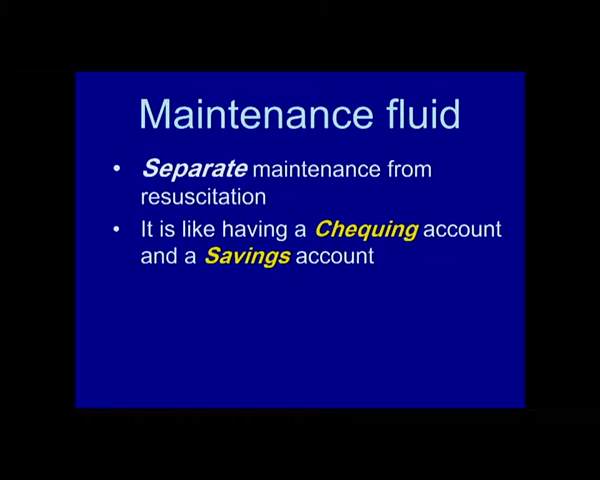 Maintenance fluid
• Separate maintenance from
resuscitation
• It is like having a Chequing account
and a Savings account